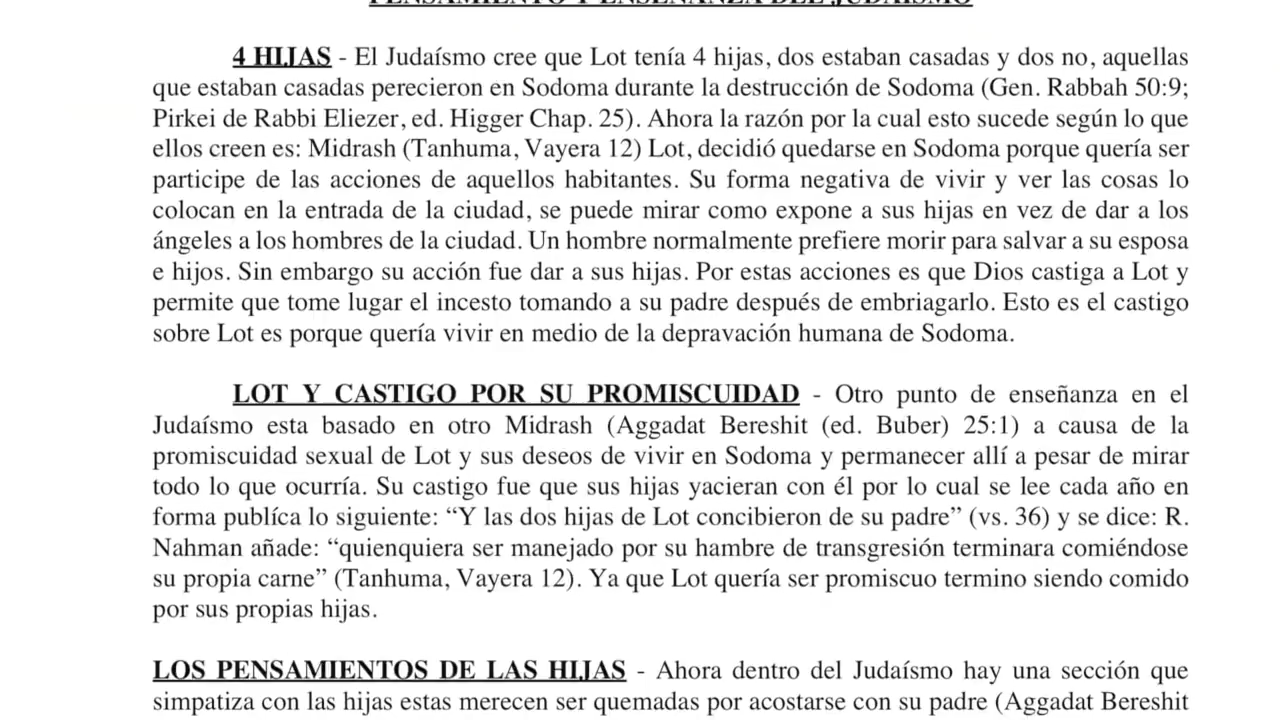 PENSAMIENTO Y ENSEÑANZA DEL JUDAÍSMO
4 HIJAS - El Judaísmo cree que Lot tenía 4 hijas, dos estaban casadas y dos no, aquellas
que estaban casadas perecieron en Sodoma durante la destrucción de Sodoma (Gen. Rabbah 50:9;
Pirkei de Rabbi Eliezer, ed. Higger Chap. 25). Ahora la razón por la cual esto sucede según lo que
ellos creen es: Midrash (Tanhuma, Vayera 12) Lot, decidió quedarse en Sodoma porque quería ser
participe de las acciones de aquellos habitantes. Su forma negativa de vivir y ver las cosas lo
colocan en la entrada de la ciudad, se puede mirar como expone a sus hijas en vez de dar a los
ángeles a los hombres de la ciudad. Un hombre normalmente prefiere morir para salvar a su esposa
e hijos. Sin embargo su acción fue dar a sus hijas. Por estas acciones es que Dios castiga a Lot y
permite que tome lugar el incesto tomando a su padre después de embriagarlo. Esto es el castigo
sobre Lot es porque quería vivir en medio de la depravación humana de Sodoma.
LOT Y CASTIGO POR SU PROMISCUIDAD - Otro punto de enseñanza en el
Judaísmo esta basado en otro Midrash (Aggadat Bereshit (ed. Buber) 25:1) a causa de la
promiscuidad sexual de Lot y sus deseos de vivir en Sodoma y permanecer allí a pesar de mirar
todo lo que ocurría. Su castigo fue que sus hijas yacieran con él por lo cual se lee cada año en
forma publíca lo siguiente: “Y las dos hijas de Lot concibieron de su padre” (vs. 36) y se dice: R.
Nahman añade: “quienquiera ser manejado por su hambre de transgresión terminara comiéndose
su propia carne” (Tanhuma, Vayera 12). Ya que Lot quería ser promiscuo termino siendo comido
por sus propias hijas.
LOS PENSAMIENTOS DE LAS HIJAS - Ahora dentro del Judaísmo hay una sección que
simpatiza con las hijas estas merecen ser quemadas por acostarse con su padre (Aggadat Bereshit